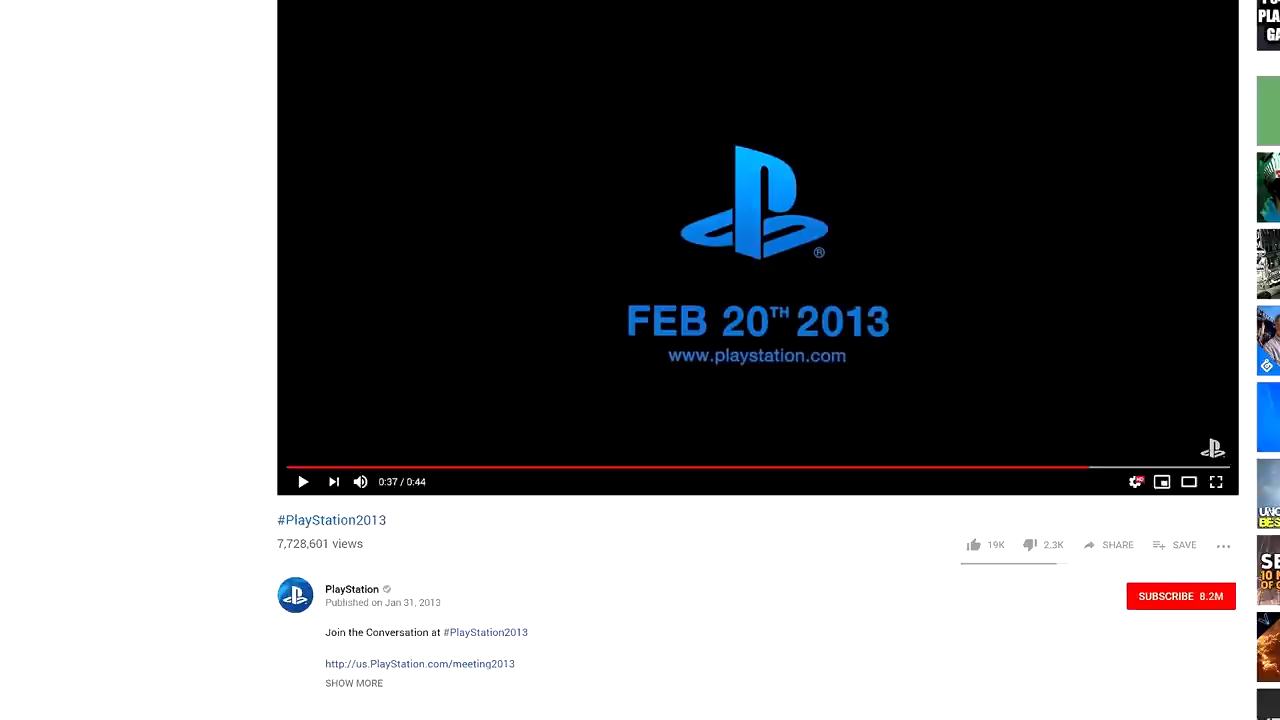 FEB 20TH 2013
www.playstation.com
0:37 / 0:44
#PlayStation2013
7,728,601 views
19K
2.3K
SHARE
SAVE
PlayStation
Published on Jan 31, 2013
SUBSCRIBE 8.2M
Join the Conversation at #PlayStation2013
http://us.PlayStation.com/meeting2013
SHOW MORE